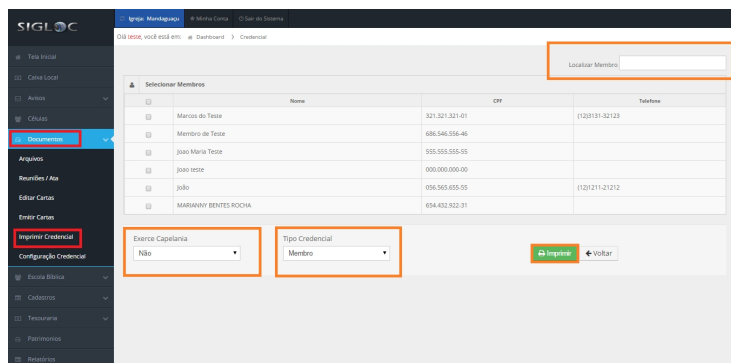 SIGLOC
Igreja: Mandaguaçu
Minha Conta
Sair do Sistema
Olá teste, você está em: Dashboard > Credencial
Tela Inicial
Caixa Local
Avisos
Células
Documentos
Arquivos
Reuniões / Ata
Editar Cartas
Emitir Cartas
Imprimir Credencial
Configuração Credencial
Escola Bíblica
Cadastros
Tesouraria
Patrimonios
Relatórios
Localizar Membro
Selecionar Membros
Nome CPF Telefone
Marcos do Teste 321.321.321-01 (12)3131-32123
Membro de Teste 686.546.556-46
Joao Maria Teste 555.555.555-55
Joao teste 000.000.000-00
João 056.565.655-55 (12)1211-21212
MARIANNY BENTES ROCHA 654.432.922-31
Exerce Capelania
Não
Tipo Credencial
Membro
Imprimir
Voltar